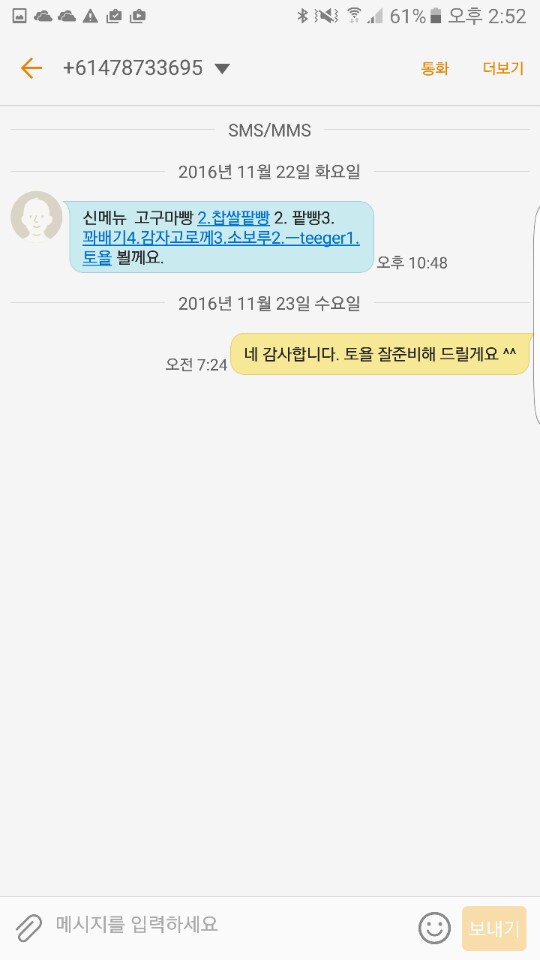 61% 오후 2:52
+61478733695 통화 더보기
SMS/MMS
2016년 11월 22일 화요일
신메뉴 고구마빵 2.찹쌀팥빵 2. 팥빵3.
꽈배기4.감자고로께3.소보루2.ㅡteeger1.
토욜 뵐께요.
오후 10:48
2016년 11월 23일 수요일
네 감사합니다. 토욜 잘준비해 드릴게요 ^^
오전 7:24
메시지를 입력하세요 보내기